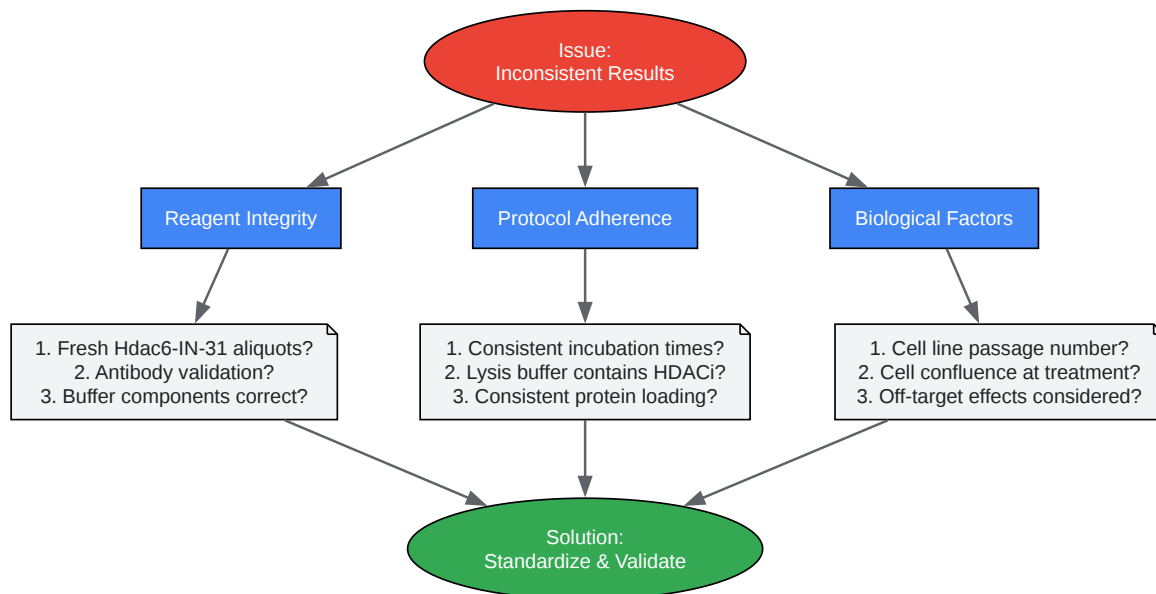 Issue:
Inconsistent Results
Reagent Integrity
Protocol Adherence
Biological Factors
1. Fresh Hdac6-IN-31 aliquots?
2. Antibody validation?
3. Buffer components correct?
1. Consistent incubation times?
2. Lysis buffer contains HDACi?
3. Consistent protein loading?
1. Cell line passage number?
2. Cell confluence at treatment?
3. Off-target effects considered?
Solution:
Standardize & Validate